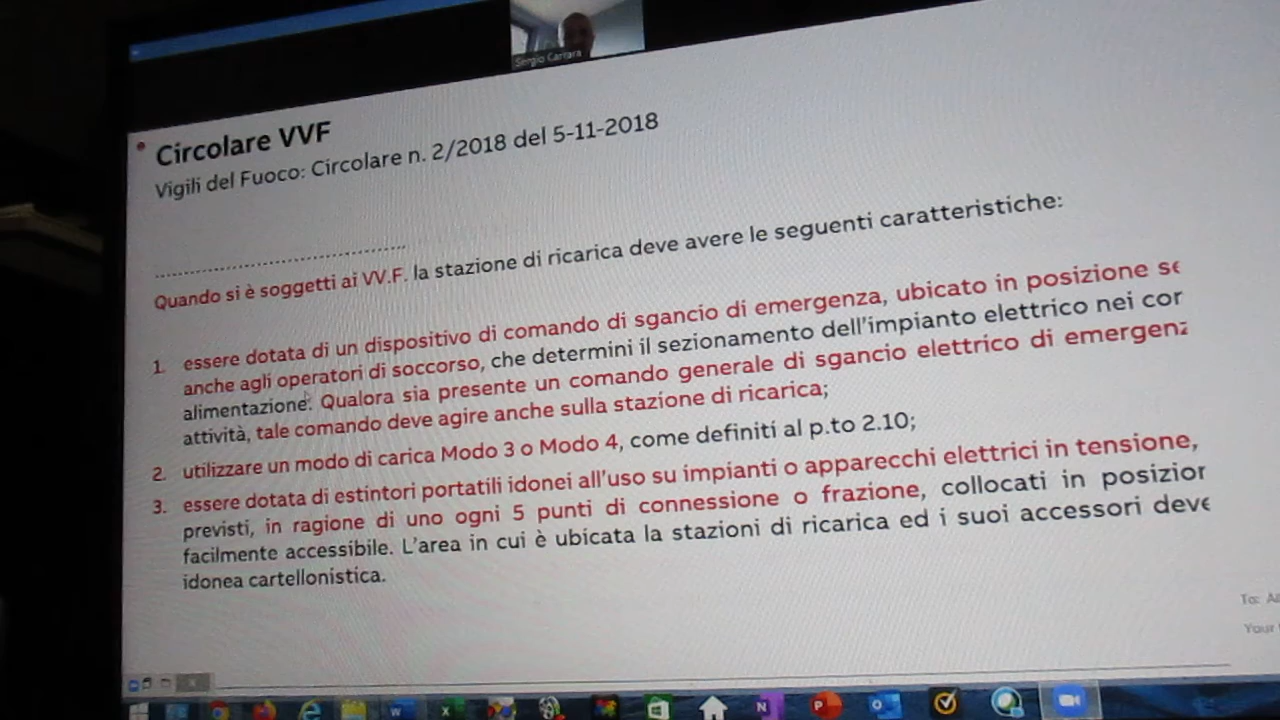 Sergio Carrara
Circolare VVF
Vigili del Fuoco: Circolare n. 2/2018 del 5-11-2018
Quando si è soggetti ai VV.F. la stazione di ricarica deve avere le seguenti caratteristiche:
1. essere dotata di un dispositivo di comando di sgancio di emergenza, ubicato in posizione se
anche agli operatori di soccorso, che determini il sezionamento dell'impianto elettrico nei cor
alimentazione. Qualora sia presente un comando generale di sgancio elettrico di emergenz
attività, tale comando deve agire anche sulla stazione di ricarica;
2. utilizzare un modo di carica Modo 3 o Modo 4, come definiti al p.to 2.10;
3. essere dotata di estintori portatili idonei all'uso su impianti o apparecchi elettrici in tensione,
previsti, in ragione di uno ogni 5 punti di connessione o frazione, collocati in posizior
facilmente accessibile. L'area in cui è ubicata la stazioni di ricarica ed i suoi accessori deve
idonea cartellonistica.
To:
Your